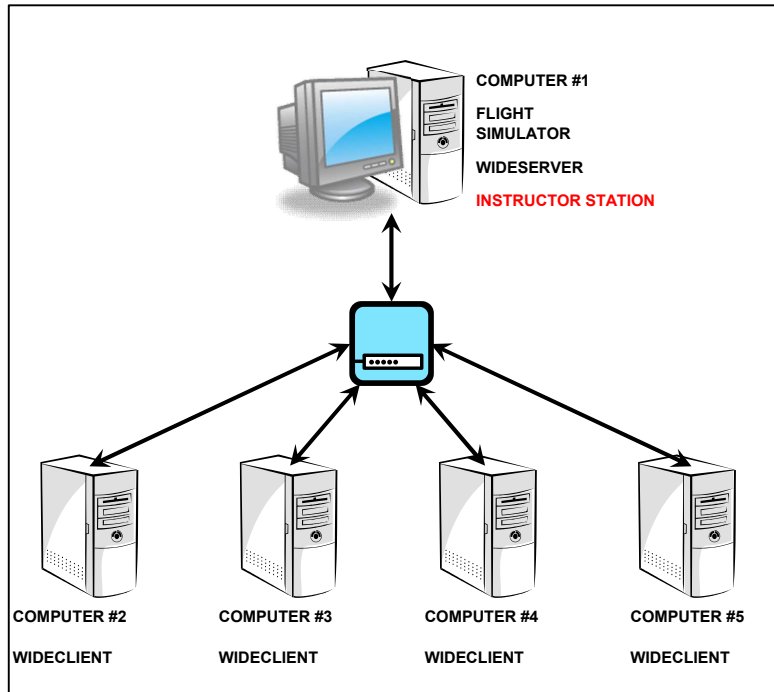 COMPUTER #1
FLIGHT
SIMULATOR
WIDESERVER
INSTRUCTOR STATION
COMPUTER #2
COMPUTER #3
COMPUTER #4
COMPUTER #5
WIDECLIENT
WIDECLIENT
WIDECLIENT
WIDECLIENT